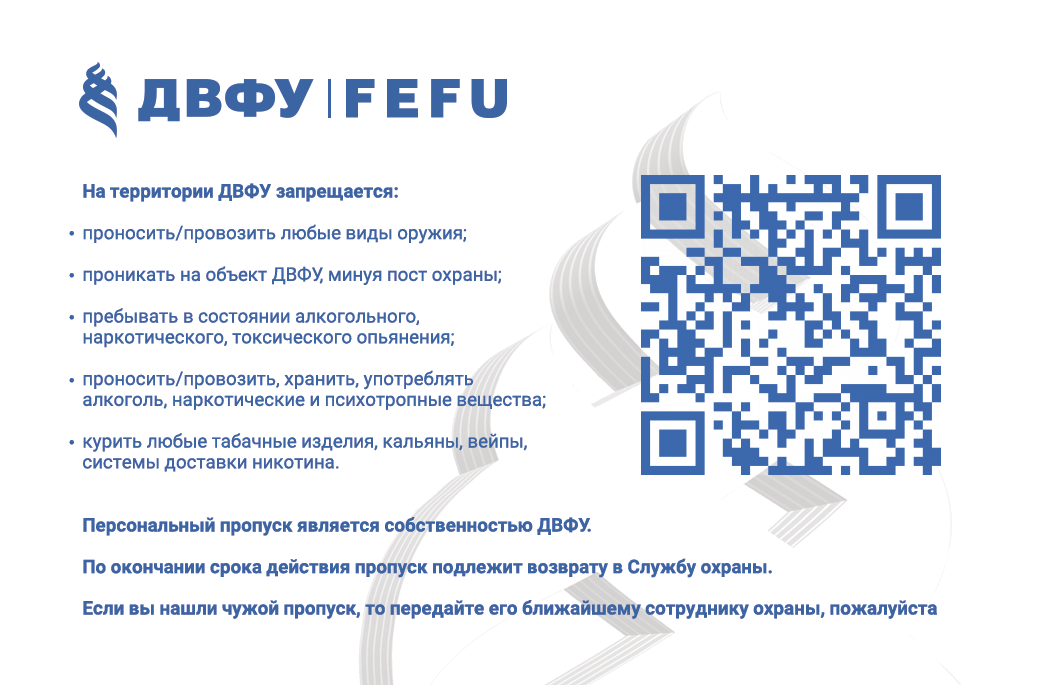 ДВФУ | FEFU
На территории ДВФУ запрещается:
• проносить/провозить любые виды оружия;
• проникать на объект ДВФУ, минуя пост охраны;
• пребывать в состоянии алкогольного,
наркотического, токсического опьянения;
• проносить/провозить, хранить, употреблять
алкоголь, наркотические и психотропные вещества;
• курить любые табачные изделия, кальяны, вейпы,
системы доставки никотина.
Персональный пропуск является собственностью ДВФУ.
По окончании срока действия пропуск подлежит возврату в Службу охраны.
Если вы нашли чужой пропуск, то передайте его ближайшему сотруднику охраны, пожалуйста